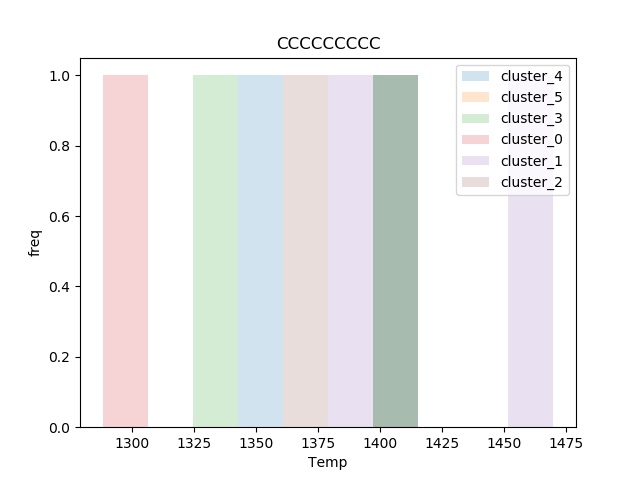 CCCCCCCCC
cluster_4
cluster_5
cluster_3
cluster_0
cluster_1
cluster_2
freq
1.0
0.8
0.6
0.4
0.2
0.0
1300 1325 1350 1375 1400 1425 1450 1475
Temp